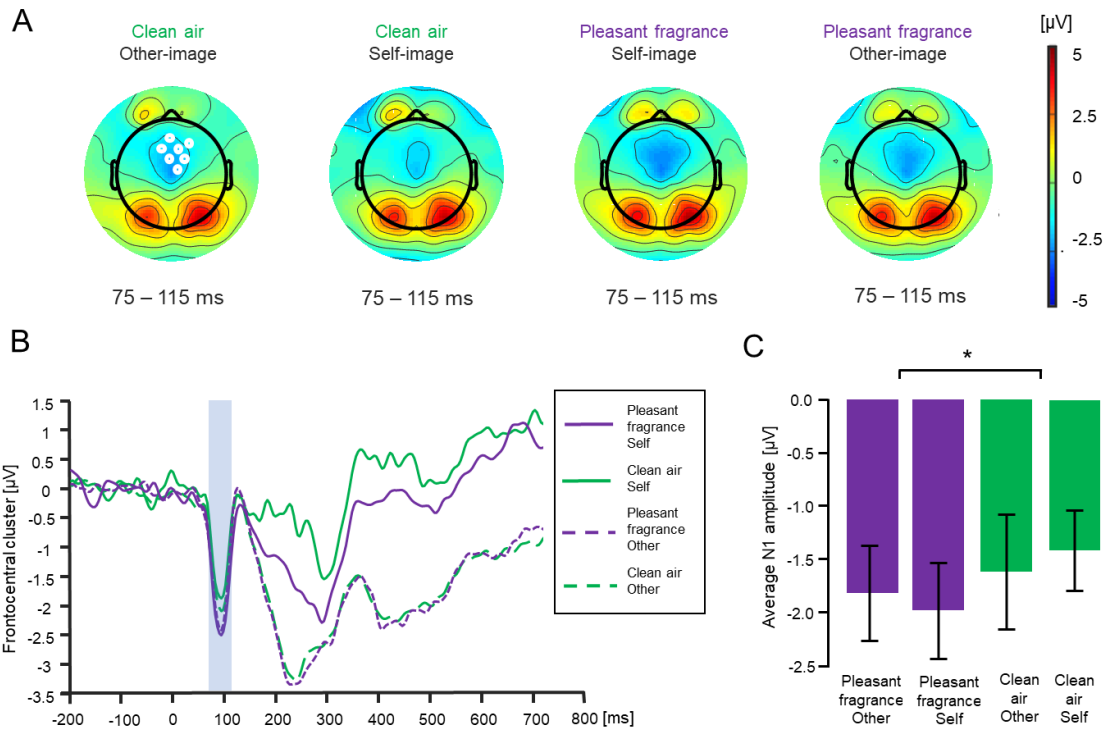 A
Clean air
Other-image
Clean air
Self-image
Pleasant fragrance
Self-image
Pleasant fragrance
Other-image
[µV]
5
2.5
0
-2.5
-5
75 – 115 ms
75 – 115 ms
75 – 115 ms
75 – 115 ms
B
Frontocentral cluster [µV]
1.5
1
0.5
0
-0.5
-1
-1.5
-2
-2.5
-3
-3.5
-200
-100
0
100
200
300
400
500
600
700
800
[ms]
Pleasant
fragrance
Self
Clean air
Self
Pleasant
fragrance
Other
Clean air
Other
C
*
Average N1 amplitude [µV]
0.0
-0.5
-1.0
-1.5
-2.0
-2.5
Pleasant
fragrance
Other
Pleasant
fragrance
Self
Clean
air
Other
Clean
air
Self